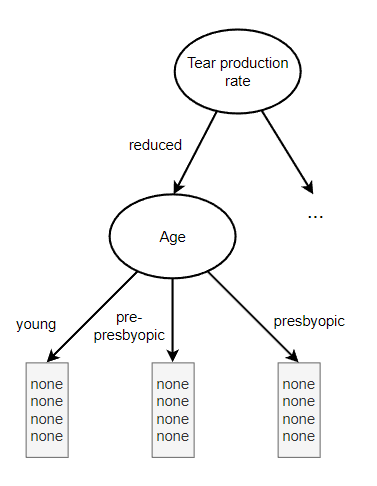 Tear production
rate
reduced
...
Age
young
pre-
presbyopic
presbyopic
none
none
none
none
none
none
none
none
none
none
none
none